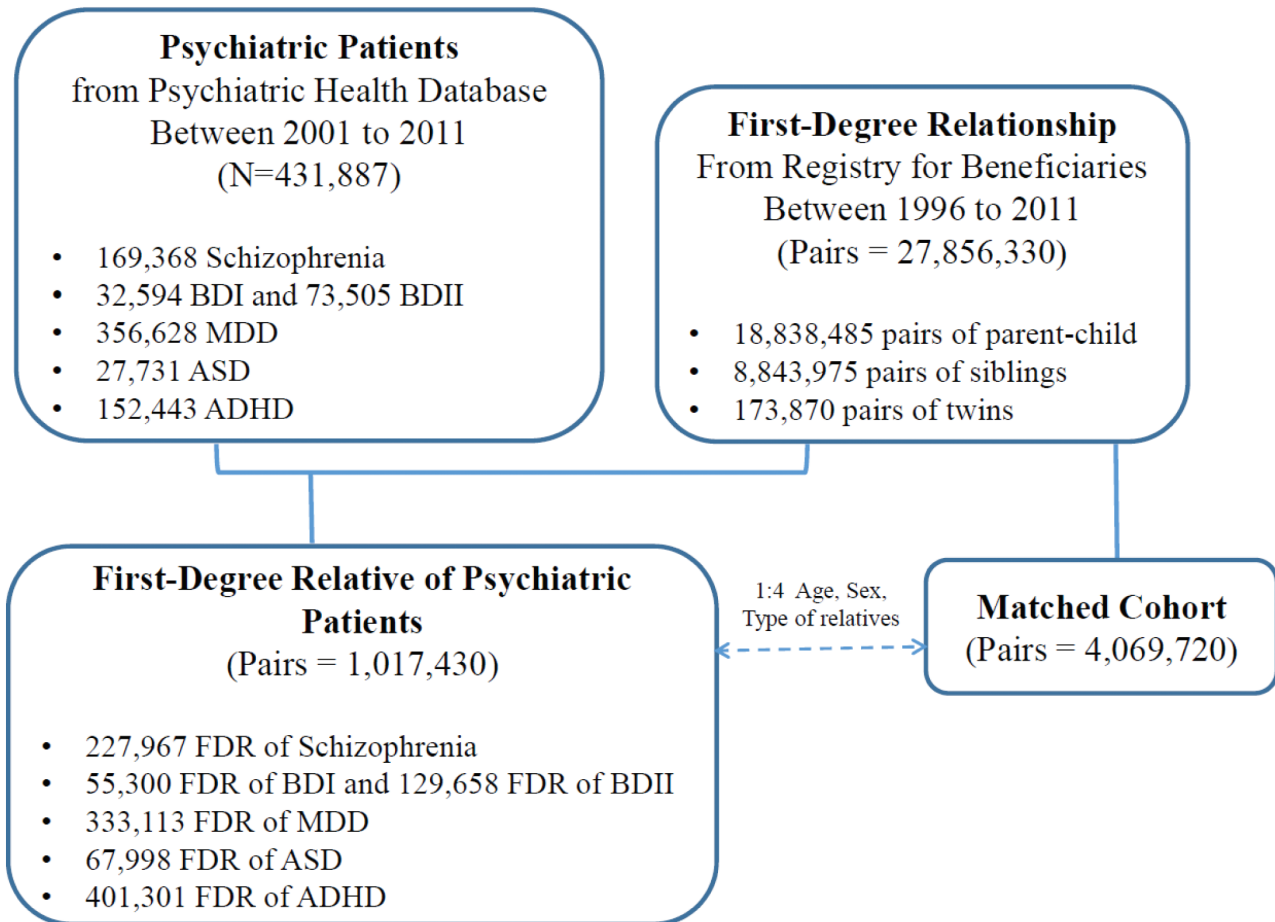 Psychiatric Patients
from Psychiatric Health Database
Between 2001 to 2011
(N=431,887)
• 169,368 Schizophrenia
• 32,594 BDI and 73,505 BDII
• 356,628 MDD
• 27,731 ASD
• 152,443 ADHD
First-Degree Relationship
From Registry for Beneficiaries
Between 1996 to 2011
(Pairs = 27,856,330)
• 18,838,485 pairs of parent-child
• 8,843,975 pairs of siblings
• 173,870 pairs of twins
First-Degree Relative of Psychiatric
Patients
(Pairs = 1,017,430)
• 227,967 FDR of Schizophrenia
• 55,300 FDR of BDI and 129,658 FDR of BDII
• 333,113 FDR of MDD
• 67,998 FDR of ASD
• 401,301 FDR of ADHD
1:4 Age, Sex,
Type of relatives
Matched Cohort
(Pairs = 4,069,720)